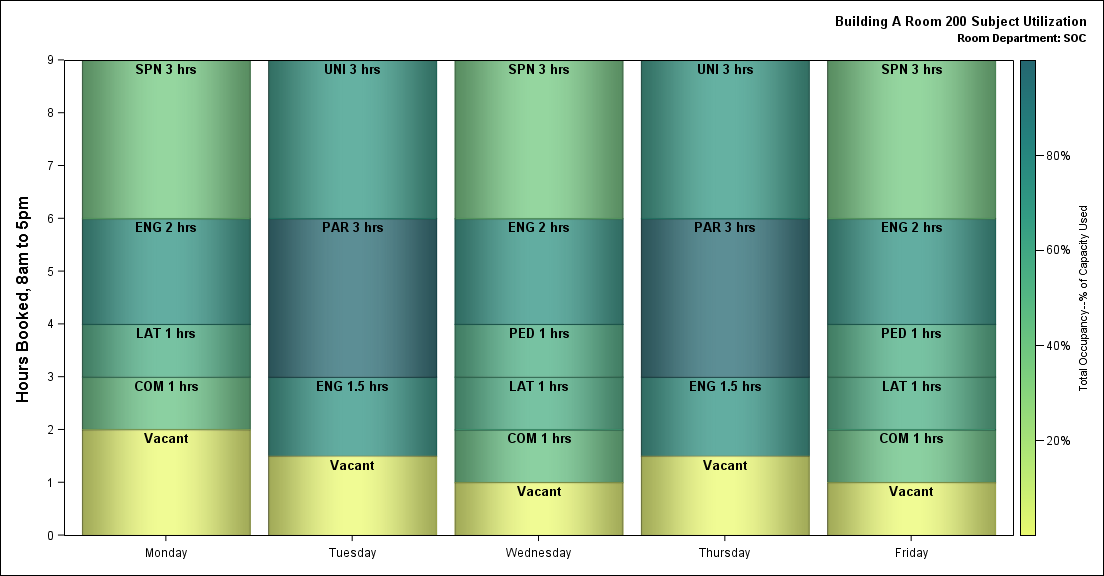 Building A Room 200 Subject Utilization
Room Department: SOC
Hours Booked, 8am to 5pm
9
8
7
6
5
4
3
2
1
0
SPN 3 hrs
ENG 2 hrs
LAT 1 hrs
COM 1 hrs
Vacant
UNI 3 hrs
PAR 3 hrs
ENG 1.5 hrs
Vacant
SPN 3 hrs
ENG 2 hrs
PED 1 hrs
LAT 1 hrs
COM 1 hrs
Vacant
UNI 3 hrs
PAR 3 hrs
ENG 1.5 hrs
Vacant
SPN 3 hrs
ENG 2 hrs
PED 1 hrs
LAT 1 hrs
COM 1 hrs
Vacant
Monday
Tuesday
Wednesday
Thursday
Friday
80%
60%
40%
20%
Total Occupancy--% of Capacity Used